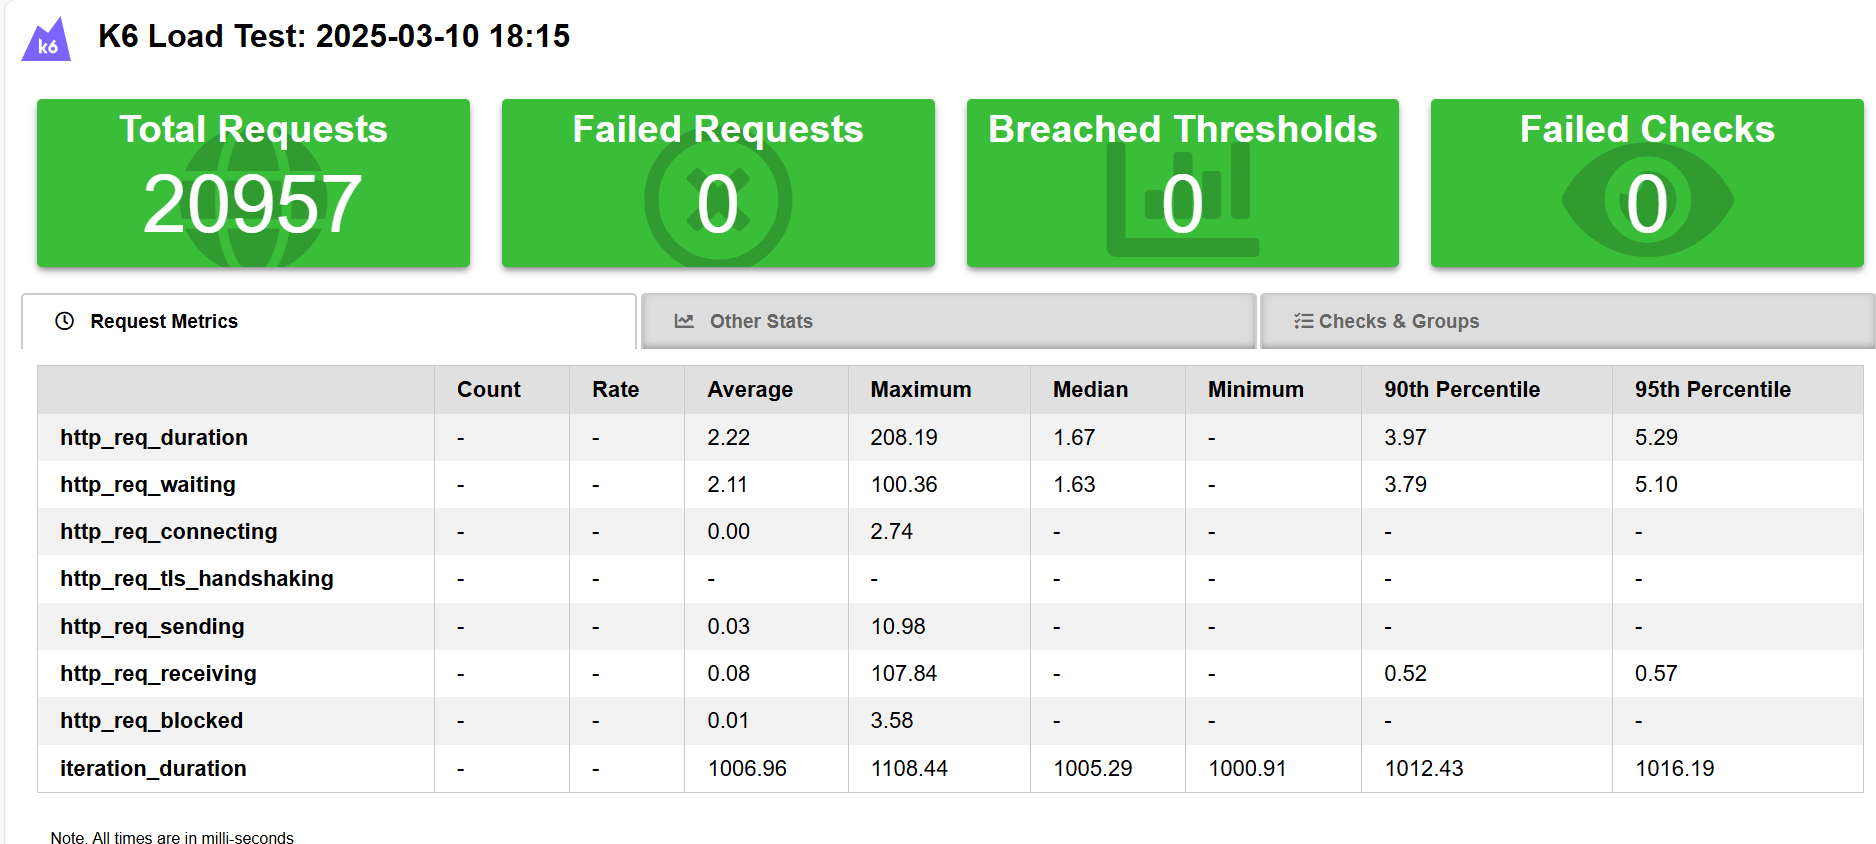 k6
K6 Load Test: 2025-03-10 18:15
Total Requests
20957
Failed Requests
0
Breached Thresholds
0
Failed Checks
0
Request Metrics
Other Stats
Checks & Groups
Count Rate Average Maximum Median Minimum 90th Percentile 95th Percentile
http_req_duration - - 2.22 208.19 1.67 - 3.97 5.29
http_req_waiting - - 2.11 100.36 1.63 - 3.79 5.10
http_req_connecting - - 0.00 2.74 - - - -
http_req_tls_handshaking - - - - - - - -
http_req_sending - - 0.03 10.98 - - - -
http_req_receiving - - 0.08 107.84 - - 0.52 0.57
http_req_blocked - - 0.01 3.58 - - - -
iteration_duration - - 1006.96 1108.44 1005.29 1000.91 1012.43 1016.19
Note. All times are in milli-seconds